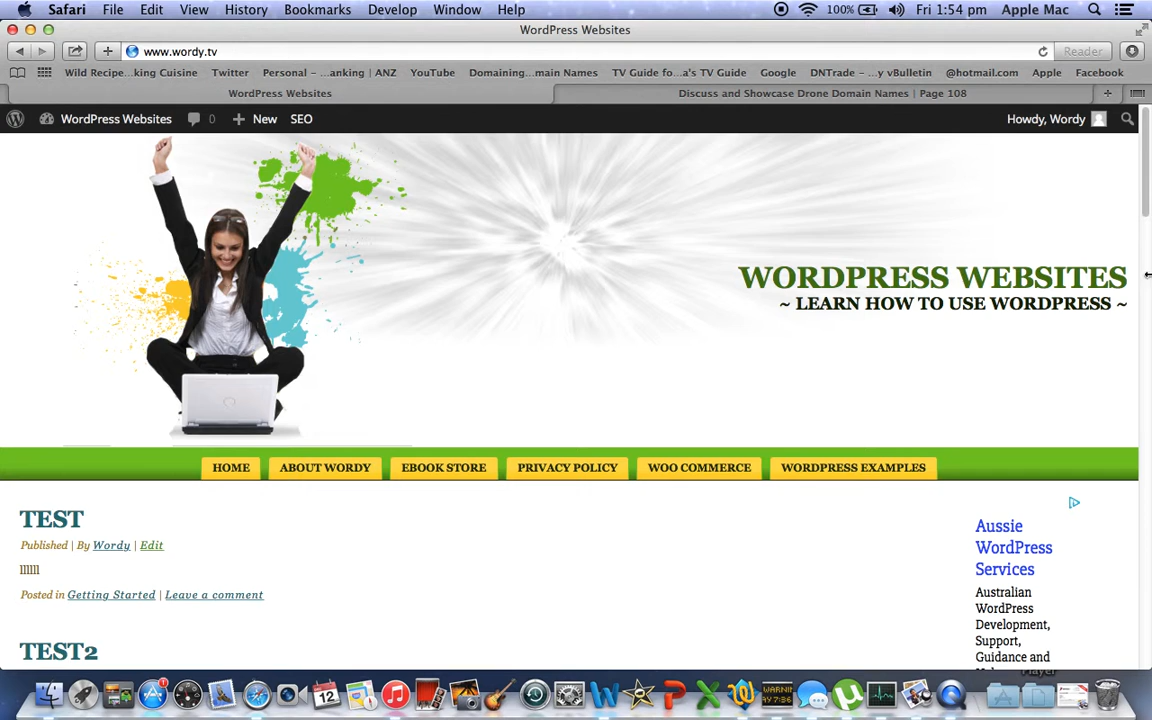 Safari File Edit View History Bookmarks Develop Window Help 100% Fri 1:54 pm Apple Mac
WordPress Websites
www.wordy.tv Reader
Wild Recipe...king Cuisine Twitter Personal – ...anking | ANZ YouTube Domaining...main Names TV Guide fo...a's TV Guide Google DNTrade – ...y vBulletin @hotmail.com Apple Facebook
WordPress Websites Discuss and Showcase Drone Domain Names | Page 108
WordPress Websites 0 New SEO Howdy, Wordy
WORDPRESS WEBSITES
~ LEARN HOW TO USE WORDPRESS ~
HOME ABOUT WORDY EBOOK STORE PRIVACY POLICY WOO COMMERCE WORDPRESS EXAMPLES
TEST
Published | By Wordy | Edit
llllll
Posted in Getting Started | Leave a comment
TEST2
Aussie
WordPress
Services
Australian
WordPress
Development,
Support,
Guidance and
1
12